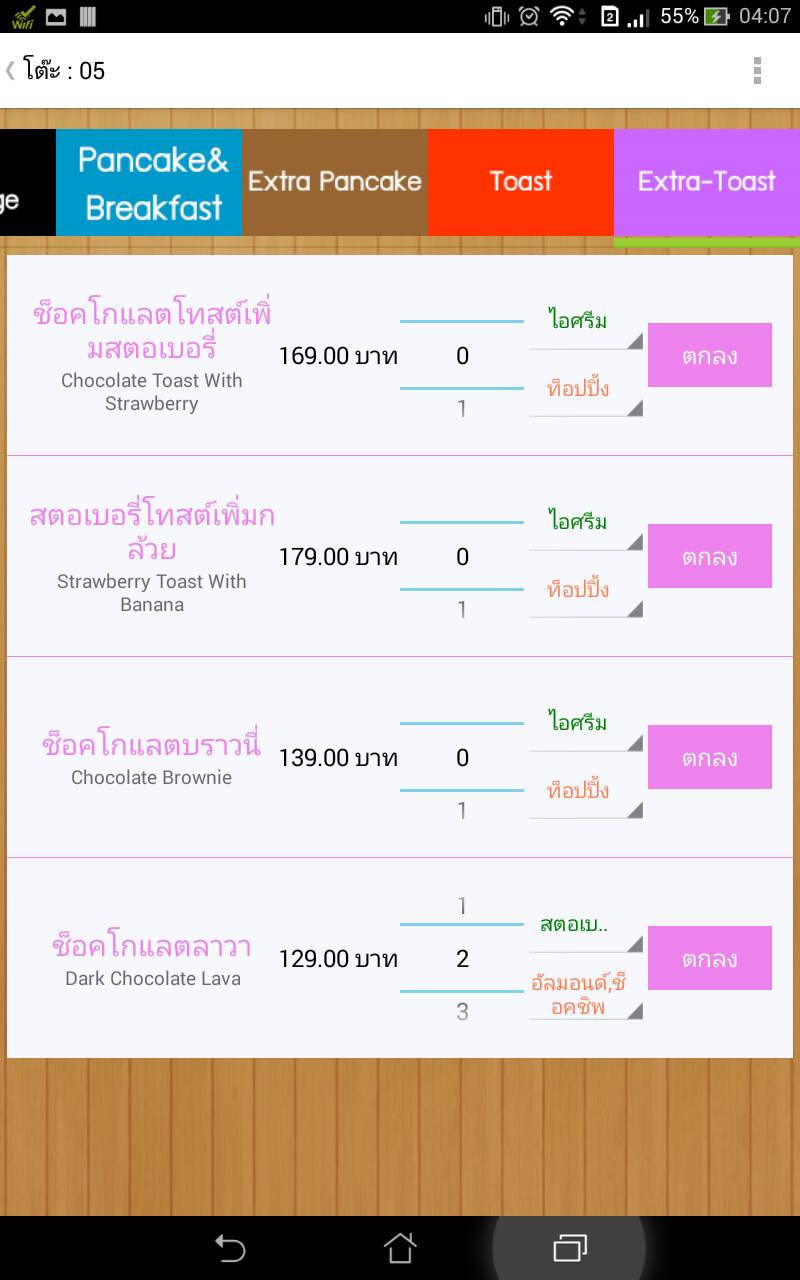 Wifi
2
55%
04:07
โต๊ะ : 05
ge
Pancake&
Breakfast
Extra Pancake
Toast
Extra-Toast
ช็อคโกแลตโทสต์เพิ่
มสตอเบอรี่
Chocolate Toast With
Strawberry
169.00 บาท
0
1
ไอศรีม
ท็อปปิ้ง
ตกลง
สตอเบอรี่โทสต์เพิ่มก
ล้วย
Strawberry Toast With
Banana
179.00 บาท
0
1
ไอศรีม
ท็อปปิ้ง
ตกลง
ช็อคโกแลตบราวนี่
Chocolate Brownie
139.00 บาท
0
1
ไอศรีม
ท็อปปิ้ง
ตกลง
ช็อคโกแลตลาวา
Dark Chocolate Lava
129.00 บาท
1
2
3
สตอเบ..
อัลมอนด์,ช็
อคชิพ
ตกลง